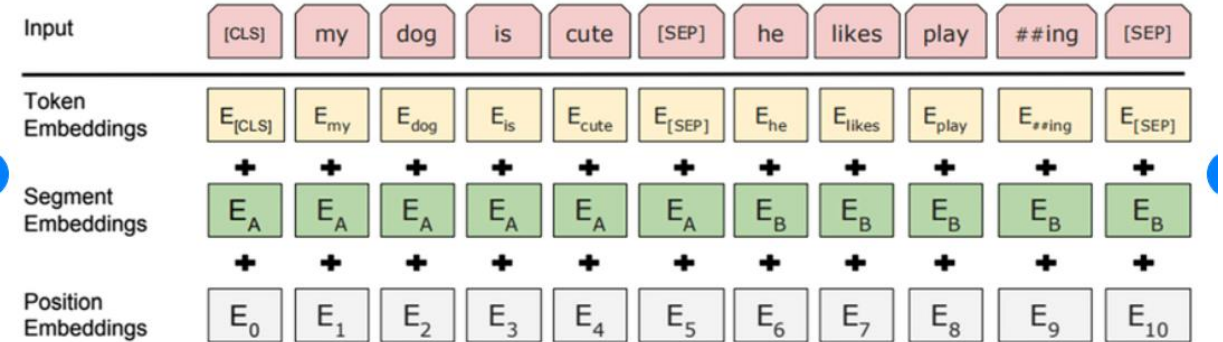 Input [CLS] my dog is cute [SEP] he likes play ##ing [SEP]
Token
Embeddings
E[CLS] Emy Edog Eis Ecute E[SEP] Ehe Elikes Eplay E##ing E[SEP]
+ + + + + + + + + + +
Segment
Embeddings
EA EA EA EA EA EA EB EB EB EB EB
+ + + + + + + + + + +
Position
Embeddings
E0 E1 E2 E3 E4 E5 E6 E7 E8 E9 E10